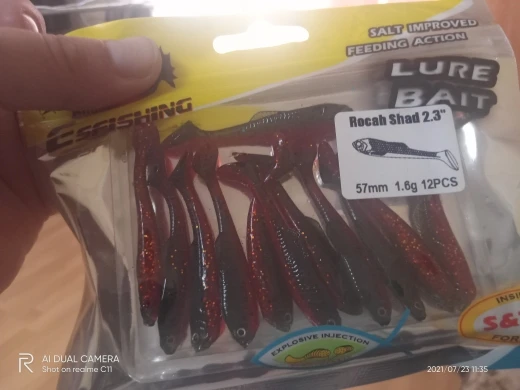 SALT IMPROVED
FEEDING ACTION
LURE
BAIT
ESFISHING
Rocah Shad 2.3"
57mm 1.6g 12PCS
EXPLOSIVE INJECTION
S&
FOR
AI DUAL CAMERA
Shot on realme C11
2021/07/23 11:35